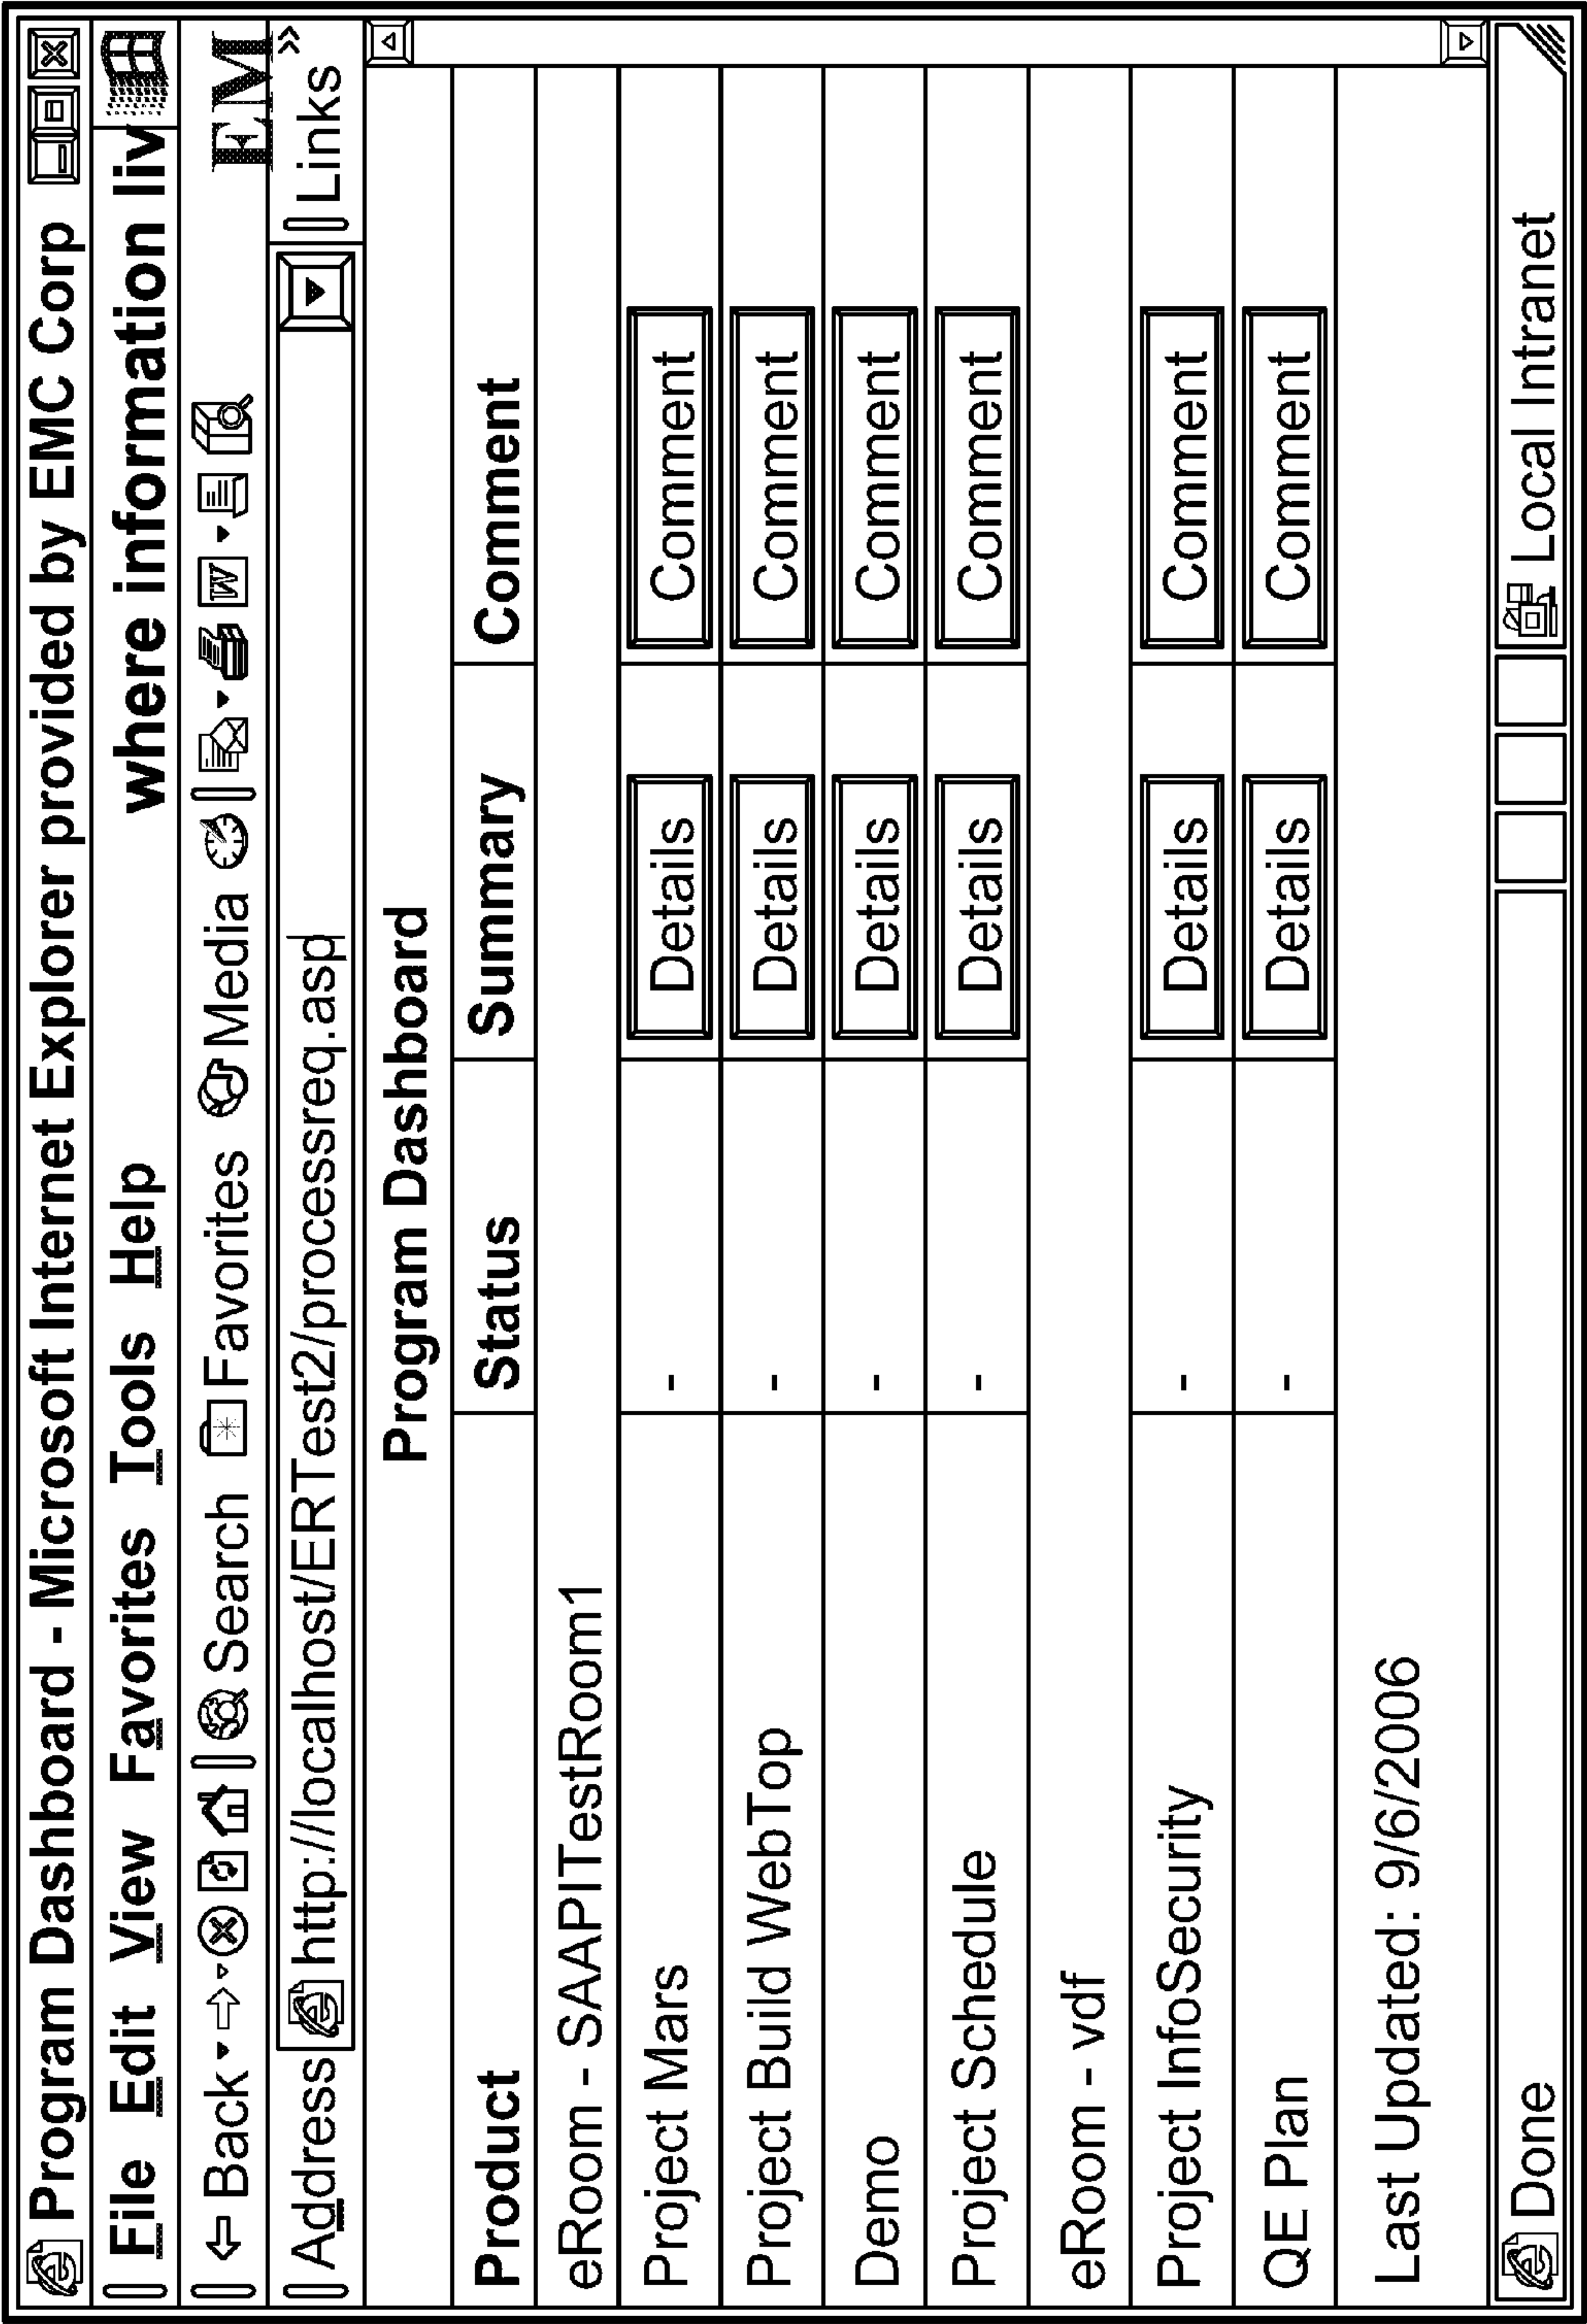 Program Dashboard - Microsoft Internet Explorer provided by EMC Corp
File Edit View Favorites Tools Help where information liv
Back Search Favorites Media EM
Address http://localhost/ERTest2/processreq.asp Links »
Program Dashboard
Product Status Summary Comment
eRoom - SAAPITestRoom1
Project Mars - Details Comment
Project Build WebTop - Details Comment
Demo - Details Comment
Project Schedule - Details Comment
eRoom - vdf
Project InfoSecurity - Details Comment
QE Plan - Details Comment
Last Updated: 9/6/2006
Done Local Intranet